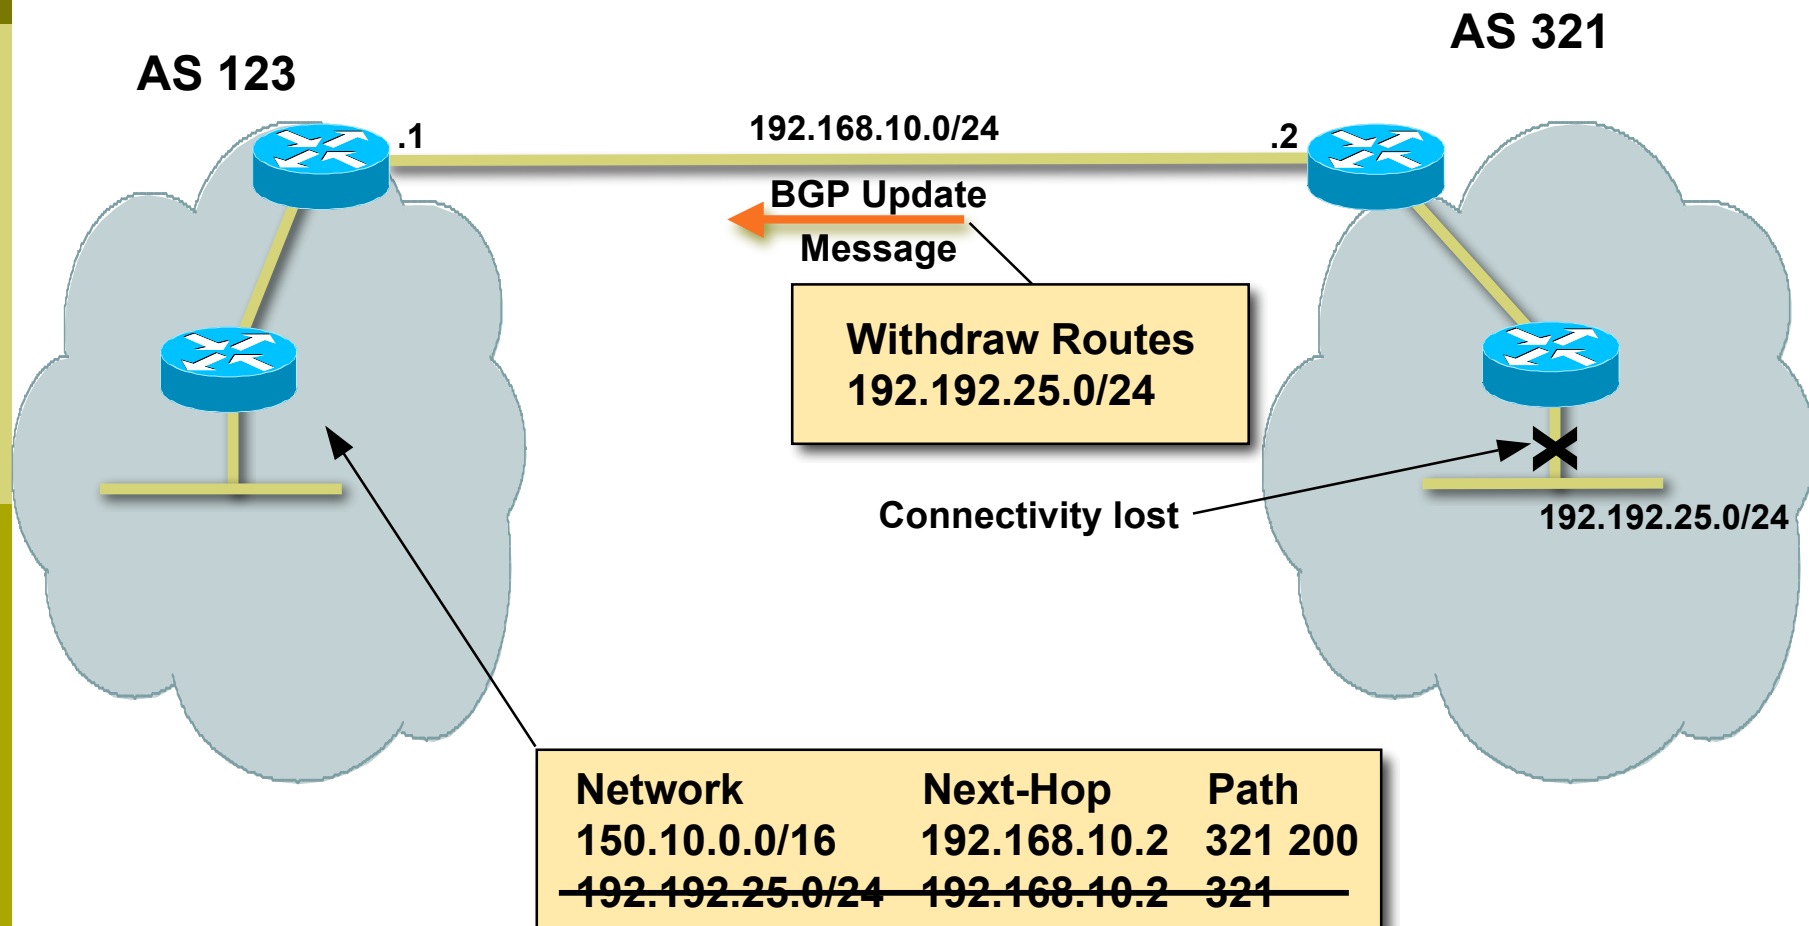 AS 123
AS 321
.1
192.168.10.0/24
.2
BGP Update
Message
Withdraw Routes
192.192.25.0/24
Connectivity lost
192.192.25.0/24
Network Next-Hop Path
150.10.0.0/16 192.168.10.2 321 200
192.192.25.0/24 192.168.10.2 321